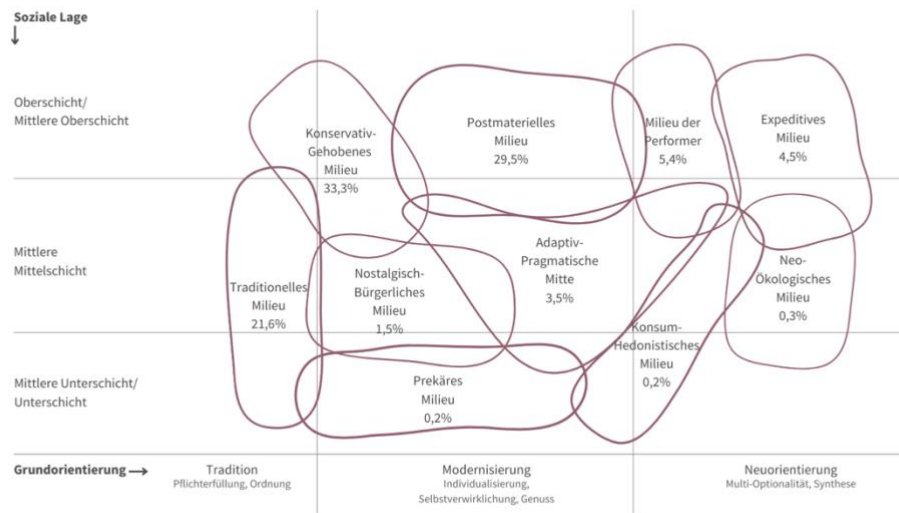 Soziale Lage
Oberschicht/
Mittlere Oberschicht
Konservativ-
Gehobenes
Milieu
33,3%
Postmaterielles
Milieu
29,5%
Milieu der
Performer
5,4%
Expeditives
Milieu
4,5%
Mittlere
Mittelschicht
Traditionelles
Milieu
21,6%
Nostalgisch-
Bürgerliches
Milieu
1,5%
Adaptiv-
Pragmatische
Mitte
3,5%
Neo-
Ökologisches
Milieu
0,3%
Konsum-
Hedonistisches
Milieu
0,2%
Mittlere Unterschicht/
Unterschicht
Prekäres
Milieu
0,2%
Grundorientierung
Tradition
Pflichterfüllung, Ordnung
Modernisierung
Individualisierung,
Selbstverwirklichung, Genuss
Neuorientierung
Multi-Optionalität, Synthese